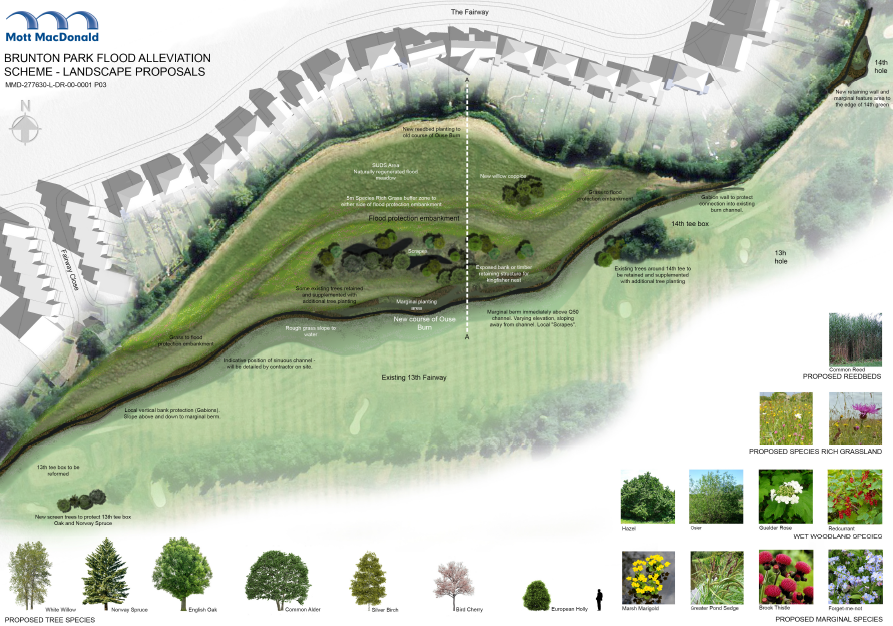 Mott MacDonald
BRUNTON PARK FLOOD ALLEVIATION
SCHEME - LANDSCAPE PROPOSALS
MMD-277630-L-DR-00-0001 P03
N
The Fairway
14th
hole
New retaining wall and
marginal feature area to
the edge of 14th green
A
New reedbed planting to
old course of Ouse Burn
SUDS Area
Naturally regenerated flood
meadow
New willow coppice
5m Species Rich Grass buffer zone to
either side of flood protection embankment
Grass to flood
protection embankment
Gabion wall to protect
connection into existing
burn channel.
Flood protection embankment
14th tee box
13th
hole
Fairway Close
Scrapes
Exposed bank or timber
retaining structure for
kingfisher nest
Existing trees around 14th tee to
be retained and supplemented
with additional tree planting
Some existing trees retained
and supplemented with
additional tree planting
Marginal planting
area
New course of Ouse
Burn
Marginal berm immediately above Q50
channel. Varying elevation, sloping
away from channel. Local "Scrapes".
Rough grass slope to
water
A
Grass to flood
protection embankment
Indicative position of sinuous channel -
will be detailed by contractor on site.
Existing 13th Fairway
Local vertical bank protection (Gabions).
Slope above and down to marginal berm.
13th tee box to be
reformed
New screen trees to protect 13th tee box
Oak and Norway Spruce
Common Reed
PROPOSED REEDBEDS
PROPOSED SPECIES RICH GRASSLAND
Hazel
Osier
Guelder Rose
Redcurrant
WET WOODLAND SPECIES
Marsh Marigold
Greater Pond Sedge
Brook Thistle
Forget-me-not
PROPOSED MARGINAL SPECIES
White Willow
Norway Spruce
English Oak
Common Alder
Silver Birch
Bird Cherry
European Holly
PROPOSED TREE SPECIES